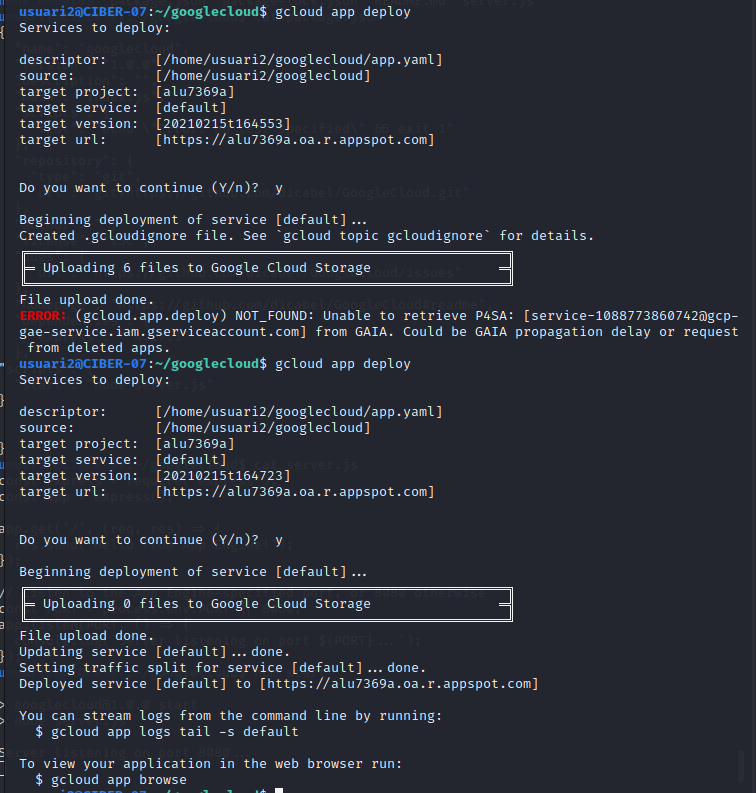 usuari2@CIBER-07:~/googlecloud$ gcloud app deploy
Services to deploy:
descriptor:      [/home/usuari2/googlecloud/app.yaml]
source:          [/home/usuari2/googlecloud]
target project:  [alu7369a]
target service:  [default]
target version:  [20210215t164553]
target url:      [https://alu7369a.oa.r.appspot.com]
Do you want to continue (Y/n)?  y
Beginning deployment of service [default]...
Created .gcloudignore file. See `gcloud topic gcloudignore` for details.
Uploading 6 files to Google Cloud Storage
File upload done.
ERROR: (gcloud.app.deploy) NOT_FOUND: Unable to retrieve P4SA: [service-1088773860742@gcp-
gae-service.iam.gserviceaccount.com] from GAIA. Could be GAIA propagation delay or request
from deleted apps.
usuari2@CIBER-07:~/googlecloud$ gcloud app deploy
Services to deploy:
descriptor:      [/home/usuari2/googlecloud/app.yaml]
source:          [/home/usuari2/googlecloud]
target project:  [alu7369a]
target service:  [default]
target version:  [20210215t164723]
target url:      [https://alu7369a.oa.r.appspot.com]
Do you want to continue (Y/n)?  y
Beginning deployment of service [default]...
Uploading 0 files to Google Cloud Storage
File upload done.
Updating service [default]...done.
Setting traffic split for service [default]...done.
Deployed service [default] to [https://alu7369a.oa.r.appspot.com]
You can stream logs from the command line by running:
$ gcloud app logs tail -s default
To view your application in the web browser run:
$ gcloud app browse